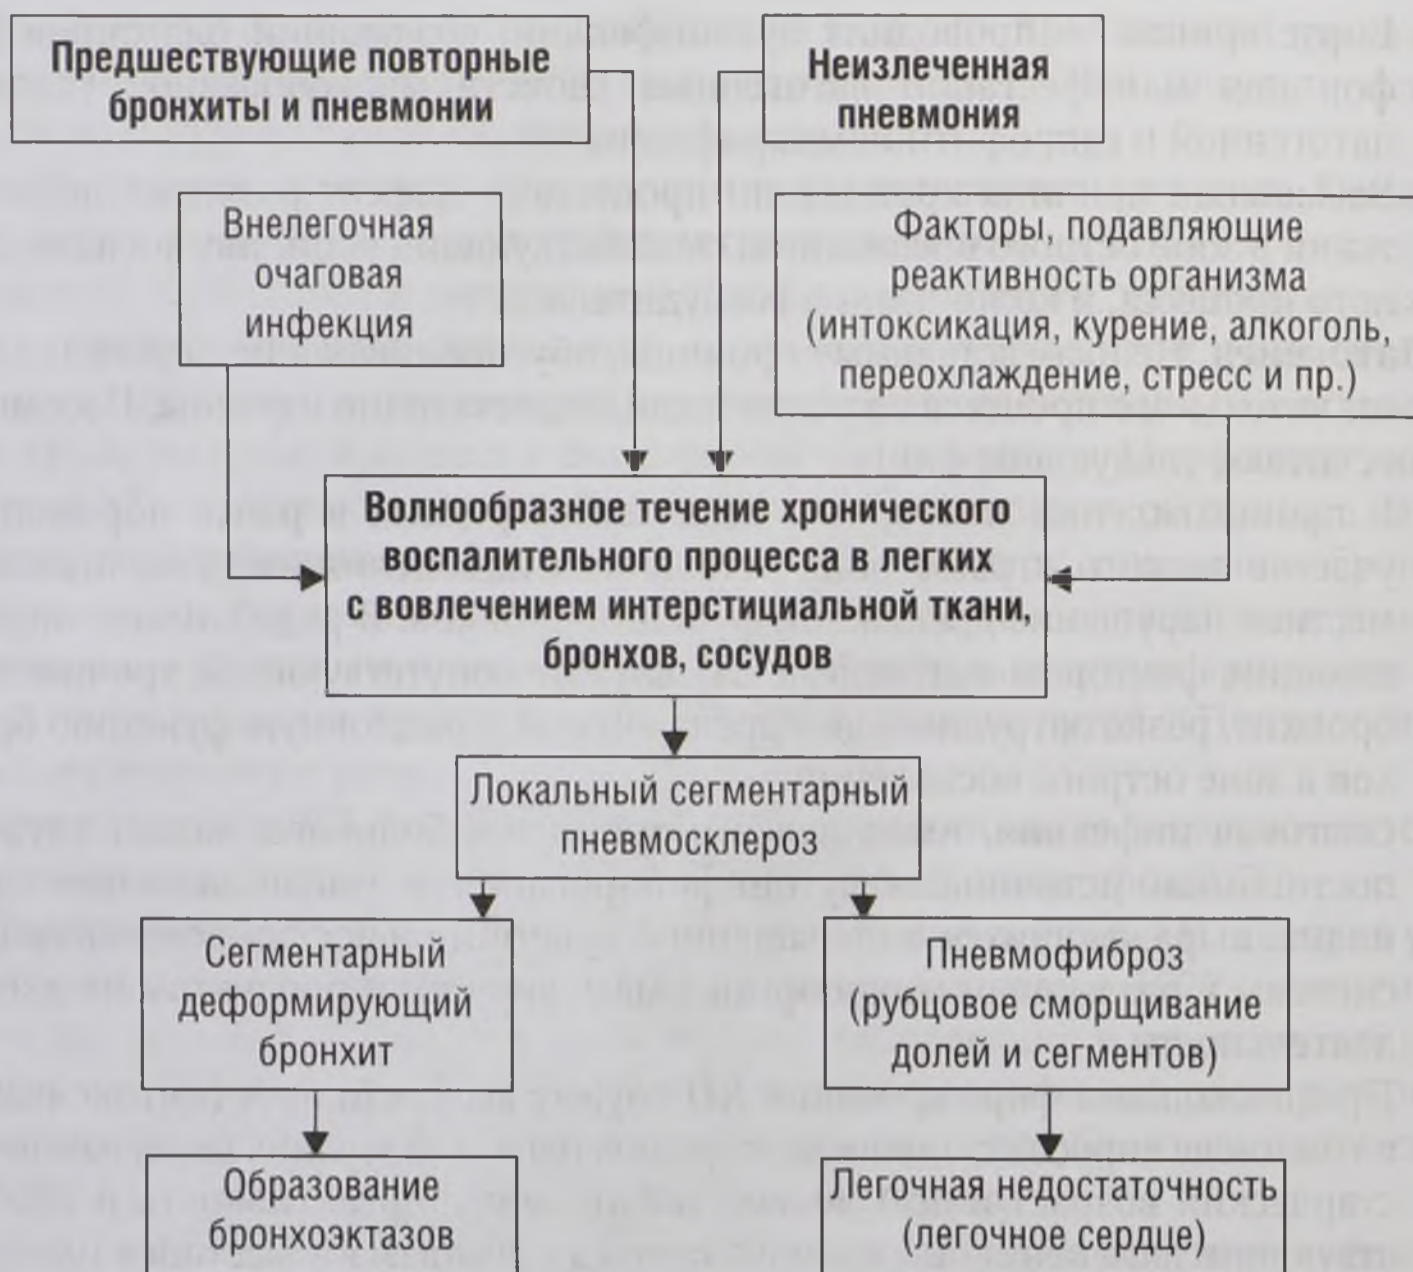 Предшествующие повторные
бронхиты и пневмонии
Неизлеченная
пневмония
Внелегочная
очаговая
инфекция
Факторы, подавляющие
реактивность организма
(интоксикация, курение, алкоголь,
переохлаждение, стресс и пр.)
Волнообразное течение хронического
воспалительного процесса в легких
с вовлечением интерстициальной ткани,
бронхов, сосудов
Локальный сегментарный
пневмосклероз
Сегментарный
деформирующий
бронхит
Пневмофиброз
(рубцовое сморщивание
долей и сегментов)
Образование
бронхоэктазов
Легочная недостаточность
(легочное сердце)